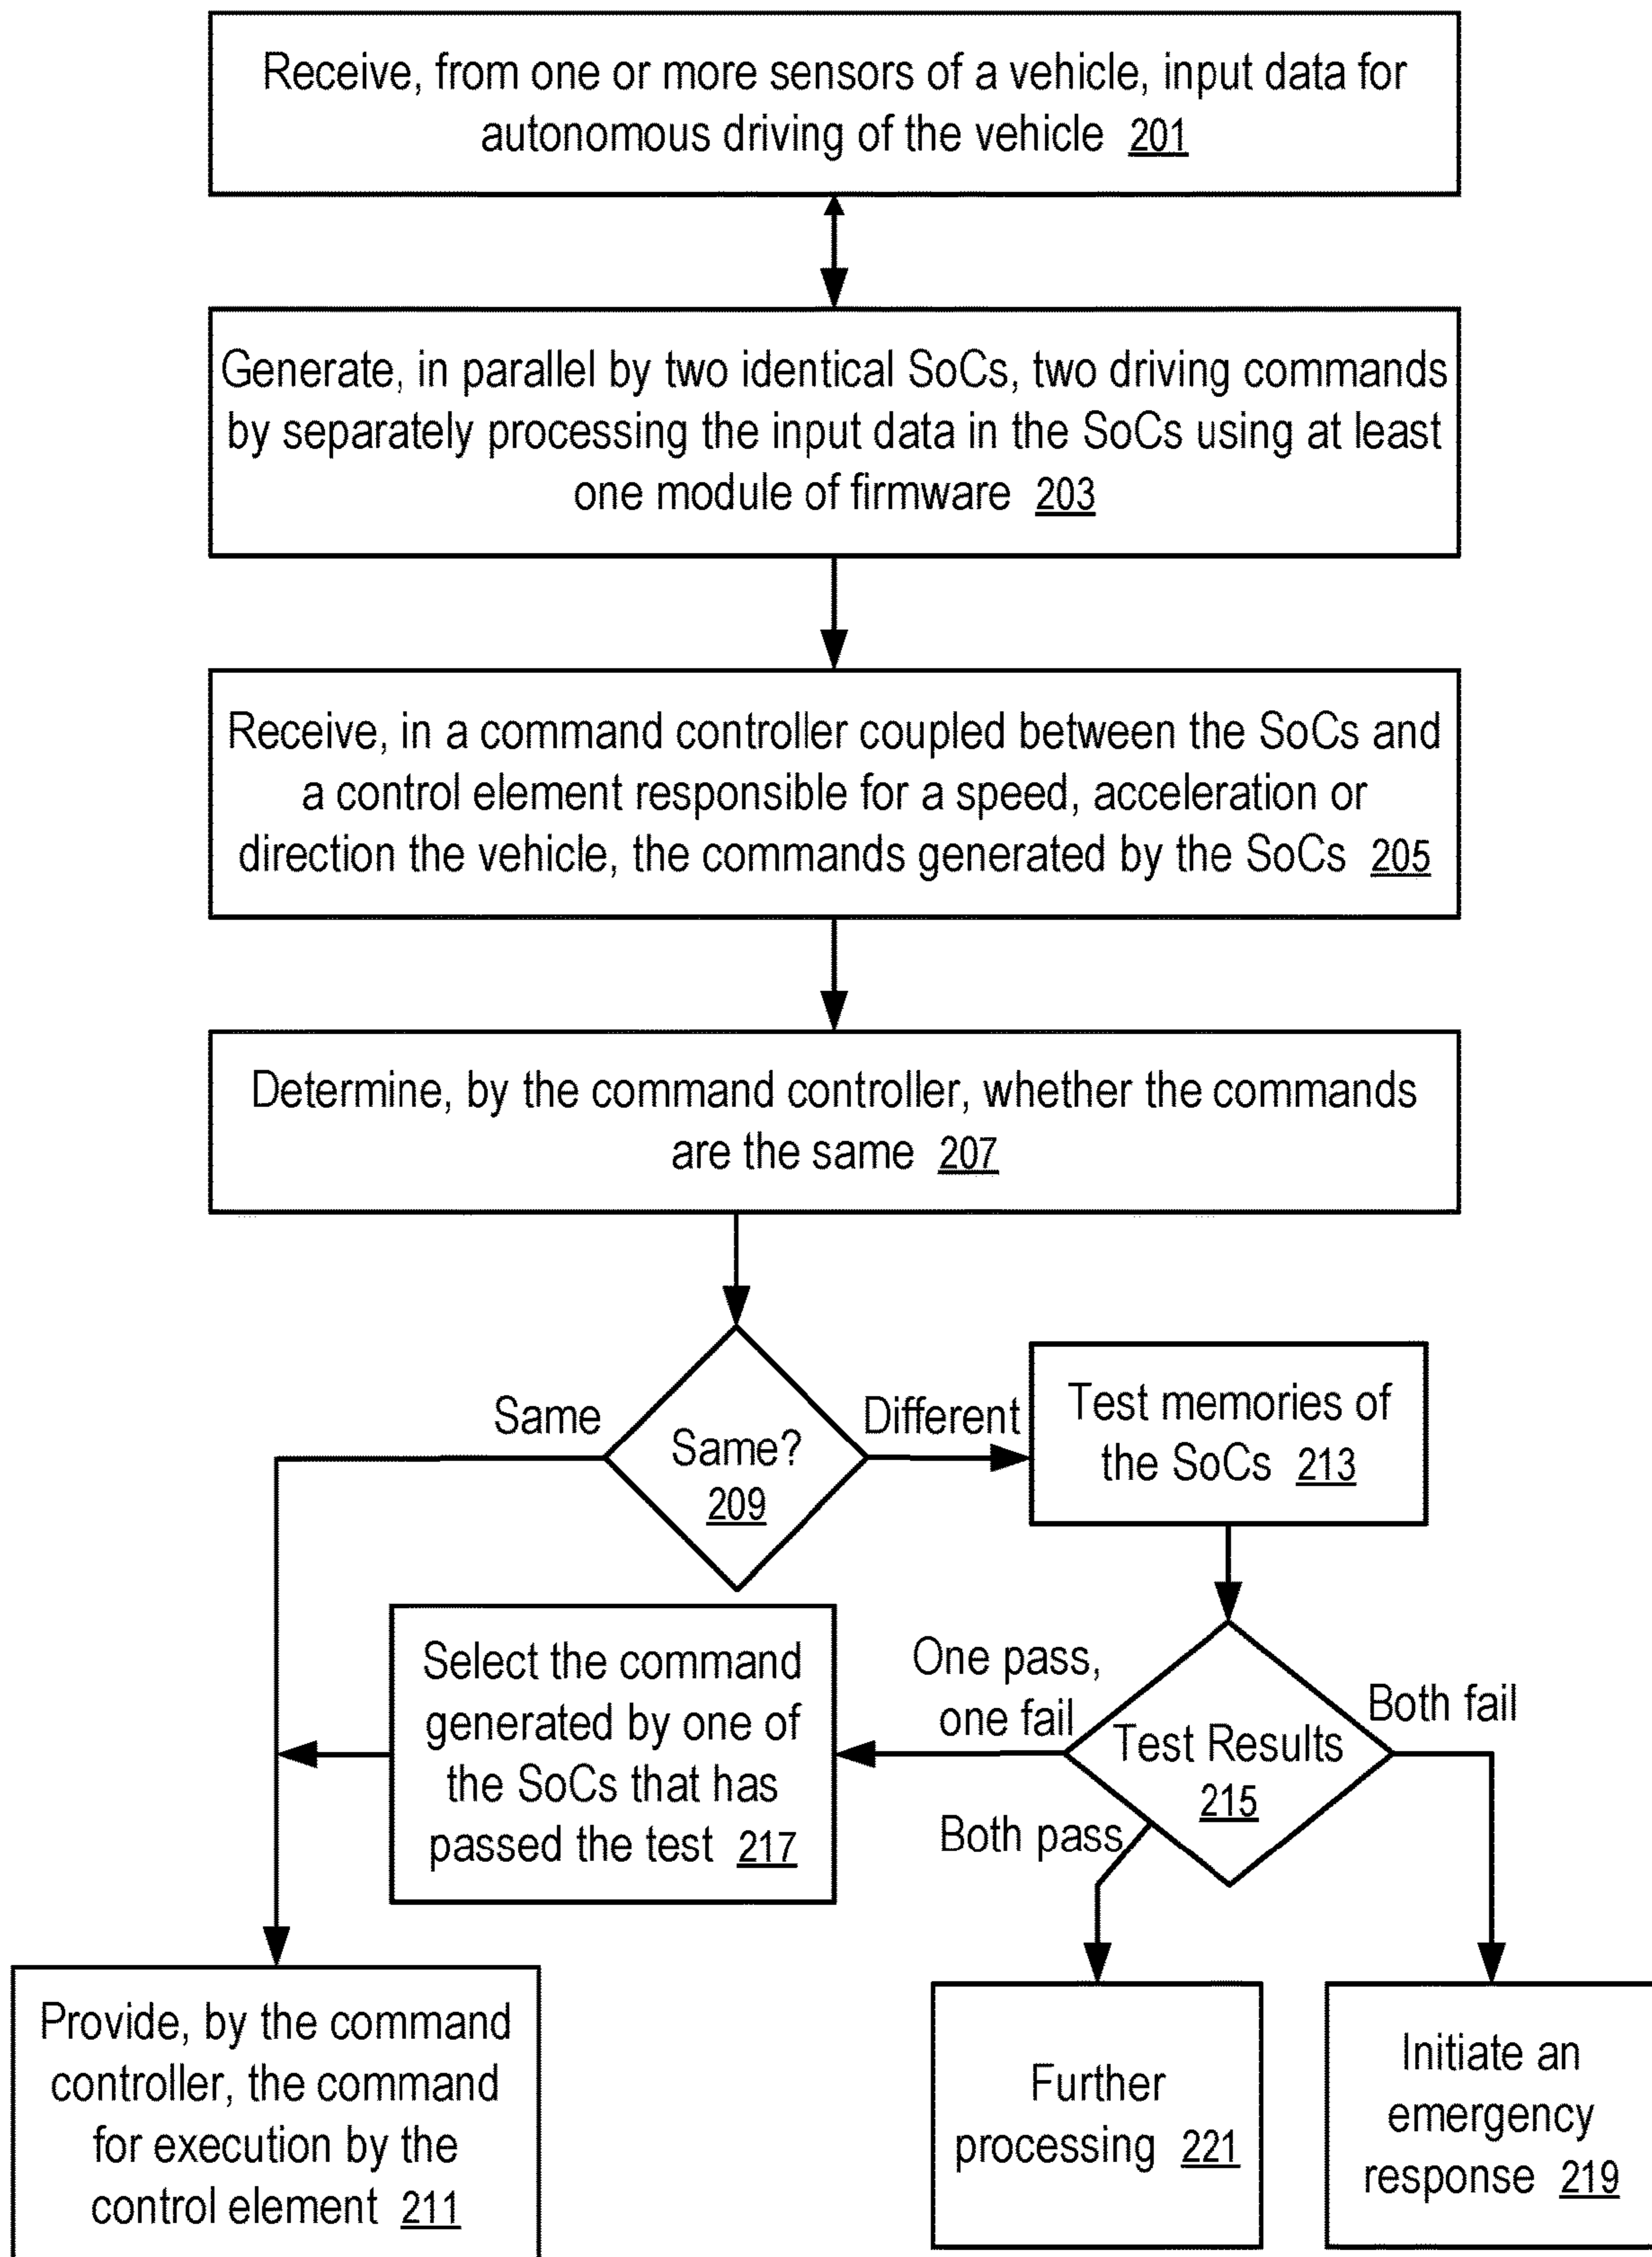 Receive, from one or more sensors of a vehicle, input data for
autonomous driving of the vehicle 201
Generate, in parallel by two identical SoCs, two driving commands
by separately processing the input data in the SoCs using at least
one module of firmware 203
Receive, in a command controller coupled between the SoCs and
a control element responsible for a speed, acceleration or
direction the vehicle, the commands generated by the SoCs 205
Determine, by the command controller, whether the commands
are the same 207
Same
Same?
209
Different
Test memories of
the SoCs 213
Select the command
generated by one of
the SoCs that has
passed the test 217
One pass,
one fail
Test Results
215
Both fail
Both pass
Provide, by the command
controller, the command
for execution by the
control element 211
Further
processing 221
Initiate an
emergency
response 219